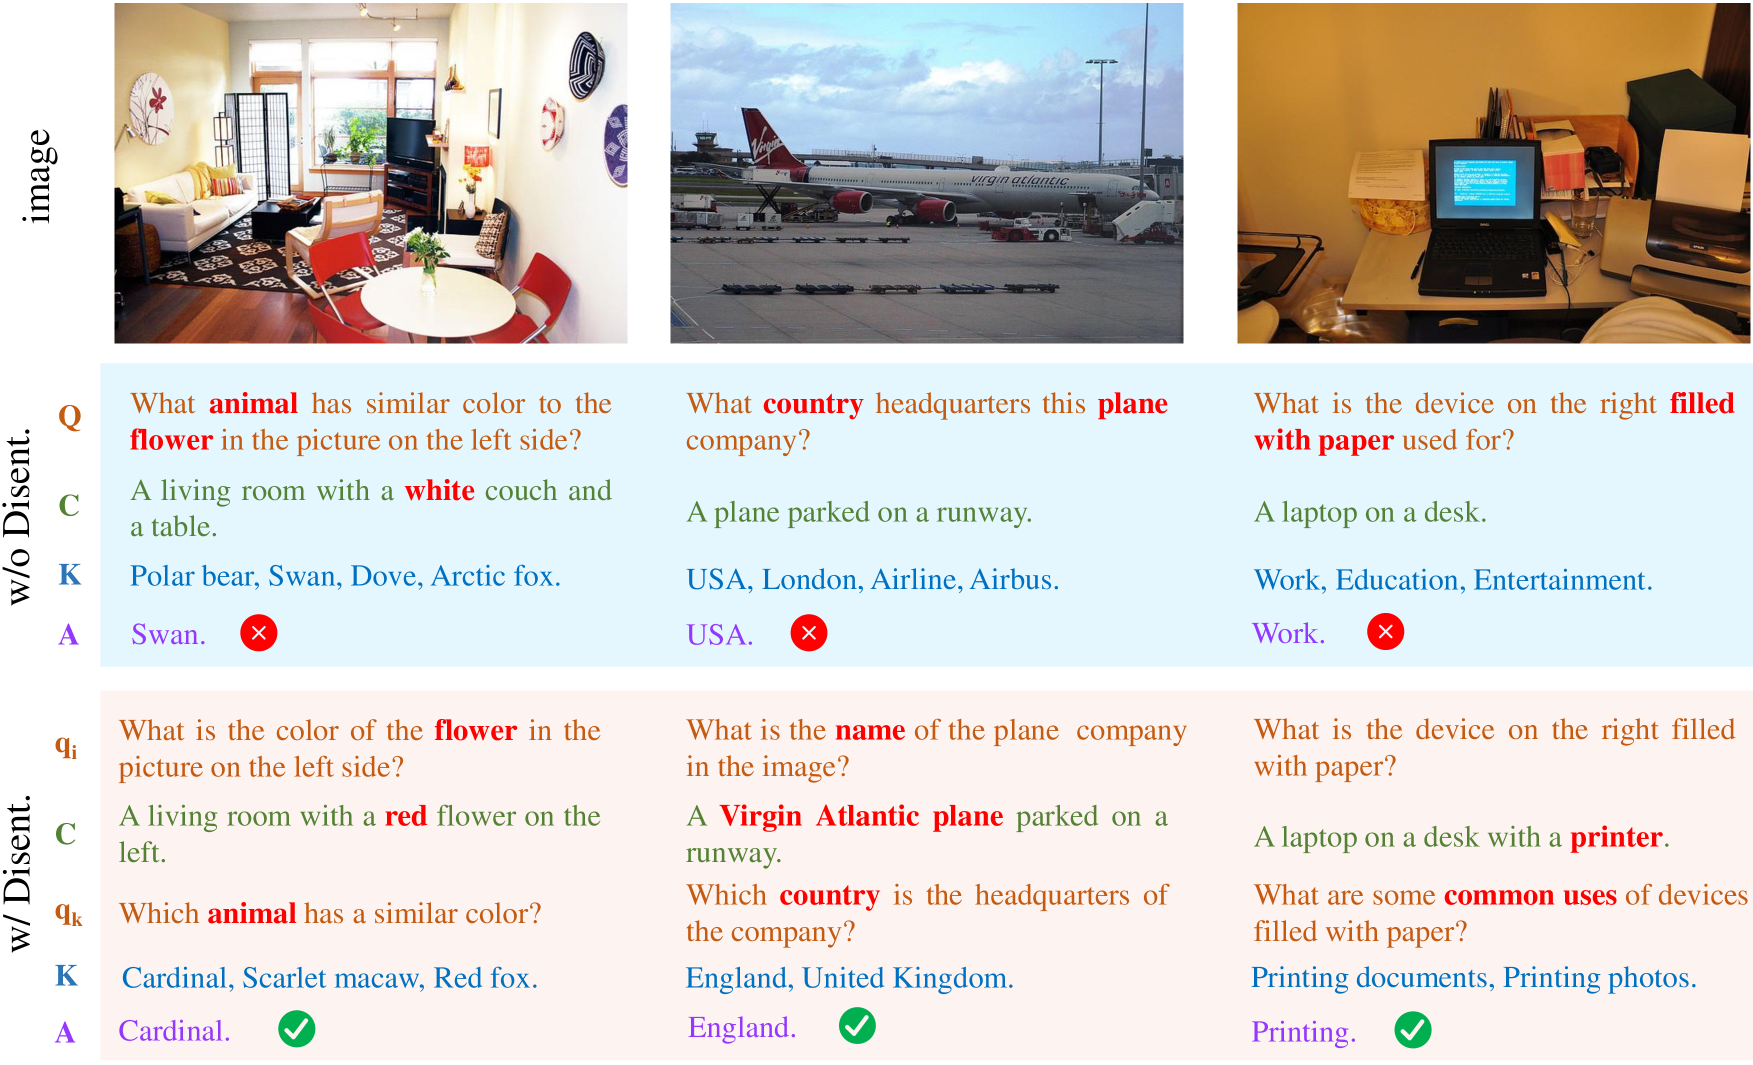 image
Virgin
virgin atlantic
EPSON
w/o Disent.
Q
What animal has similar color to the
flower in the picture on the left side?
What country headquarters this plane
company?
What is the device on the right filled
with paper used for?
C
A living room with a white couch and
a table.
A plane parked on a runway.
A laptop on a desk.
K
Polar bear, Swan, Dove, Arctic fox.
USA, London, Airline, Airbus.
Work, Education, Entertainment.
A
Swan.
USA.
Work.
w/ Disent.
qi
What is the color of the flower in the
picture on the left side?
What is the name of the plane company
in the image?
What is the device on the right filled
with paper?
C
A living room with a red flower on the
left.
A Virgin Atlantic plane parked on a
runway.
A laptop on a desk with a printer.
qk
Which animal has a similar color?
Which country is the headquarters of
the company?
What are some common uses of devices
filled with paper?
K
Cardinal, Scarlet macaw, Red fox.
England, United Kingdom.
Printing documents, Printing photos.
A
Cardinal.
England.
Printing.